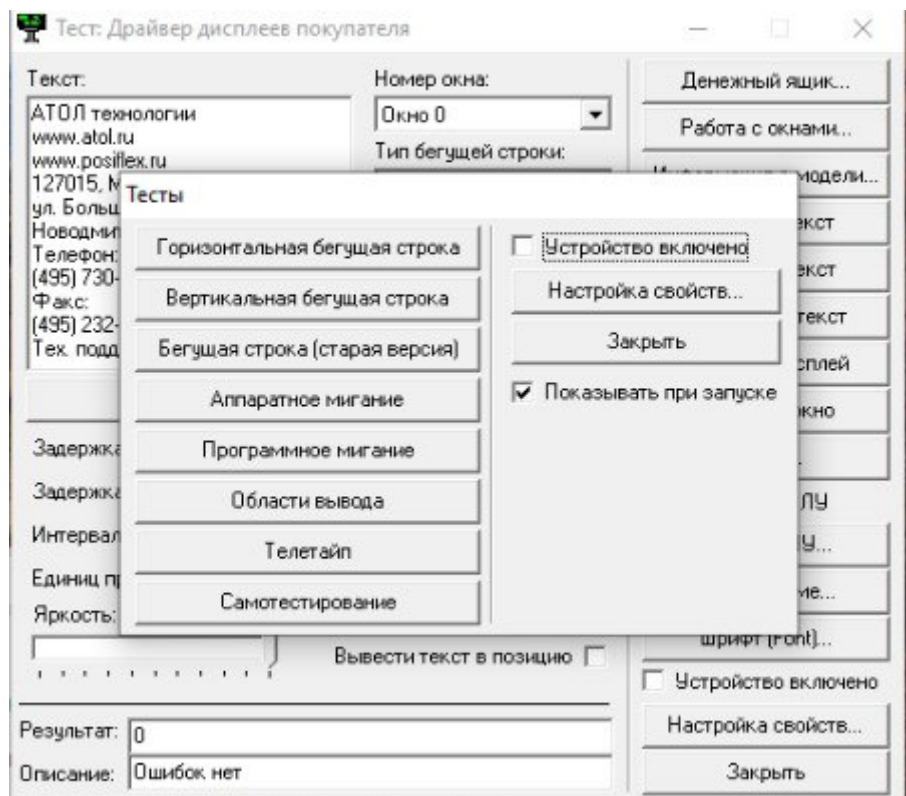 Тест: Драйвер дисплеев покупателя
Текст:
АТОЛ технологии
www.atol.ru
www.posiflex.ru
127015,
ул.
Телефон:
(495) 730-
Факс:
(495) 232-
Тех.
Номер окна:
Окно 0
Тип бегущей строки:
Денежный ящик...
Работа с окнами...
модели...
Тесты
Горизонтальная бегущая строка
Вертикальная бегущая строка
Бегущая строка (старая версия)
Аппаратное мигание
Программное мигание
Области вывода
Телетайп
Самотестирование
Устройство включено
Настройка свойств...
Закрыть
Показывать при запуске
Задержка
Задержка
Интервал
Единиц
Яркость:
Вывести текст в позицию
Шрифт (Font)...
Устройство включено
Настройка свойств...
Закрыть
Результат: 0
Описание: Ошибок нет